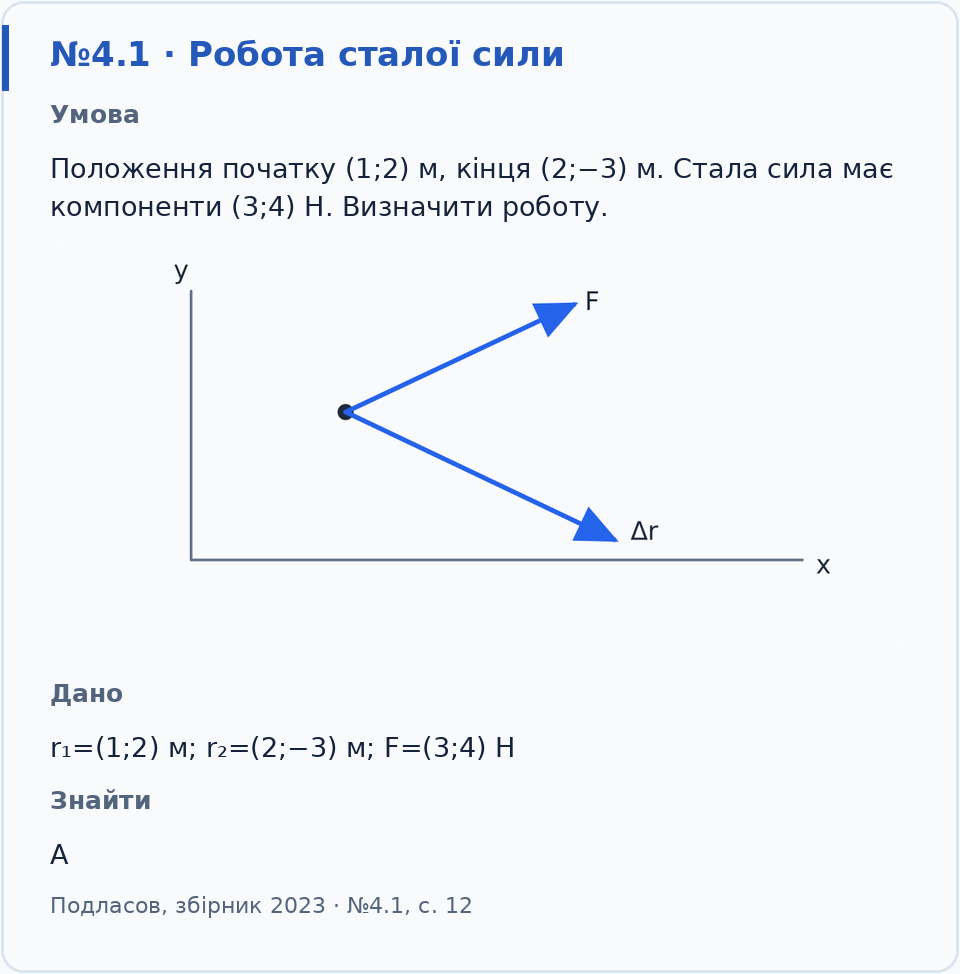 №4.1 · Робота сталої сили
Умова
Положення початку (1;2) м, кінця (2;−3) м. Стала сила має
компоненти (3;4) Н. Визначити роботу.
y
F
Δr
x
Дано
r₁=(1;2) м; r₂=(2;−3) м; F=(3;4) Н
Знайти
A
Подласов, збірник 2023 · №4.1, с. 12